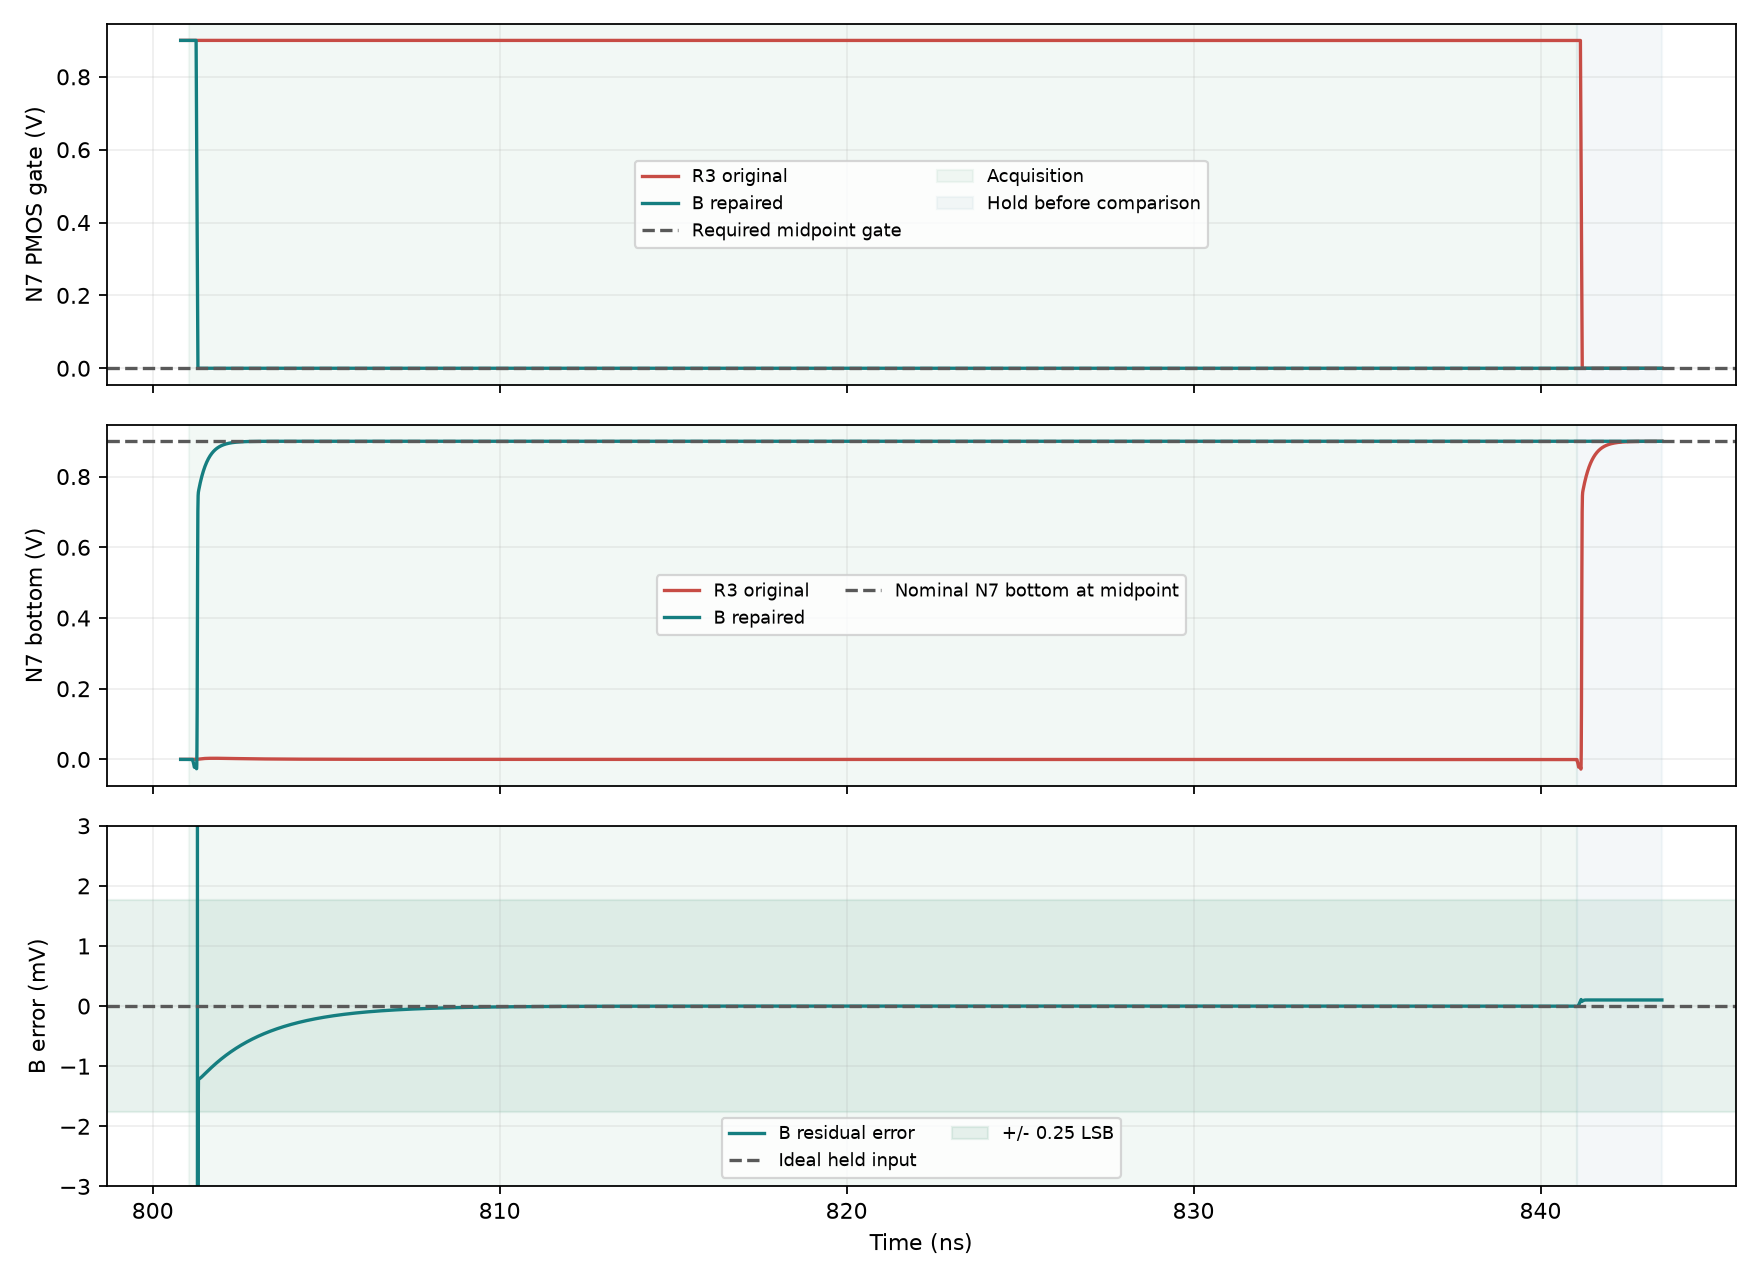 N7 PMOS gate (V)
0.8
0.6
0.4
0.2
0.0
R3 original
B repaired
Required midpoint gate
Acquisition
Hold before comparison
N7 bottom (V)
0.8
0.6
0.4
0.2
0.0
R3 original
B repaired
Nominal N7 bottom at midpoint
B error (mV)
3
2
1
0
−1
−2
−3
B residual error
Ideal held input
+/- 0.25 LSB
800
810
820
830
840
Time (ns)